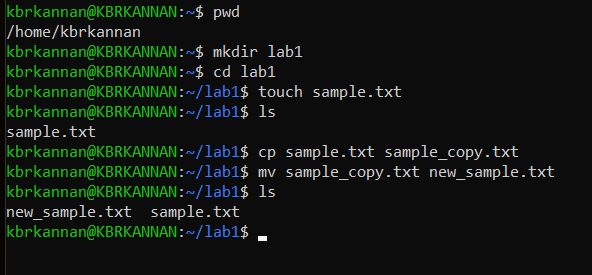 kbrkannan@KBRKANNAN:~$ pwd
/home/kbrkannan
kbrkannan@KBRKANNAN:~$ mkdir lab1
kbrkannan@KBRKANNAN:~$ cd lab1
kbrkannan@KBRKANNAN:~/lab1$ touch sample.txt
kbrkannan@KBRKANNAN:~/lab1$ ls
sample.txt
kbrkannan@KBRKANNAN:~/lab1$ cp sample.txt sample_copy.txt
kbrkannan@KBRKANNAN:~/lab1$ mv sample_copy.txt new_sample.txt
kbrkannan@KBRKANNAN:~/lab1$ ls
new_sample.txt  sample.txt
kbrkannan@KBRKANNAN:~/lab1$